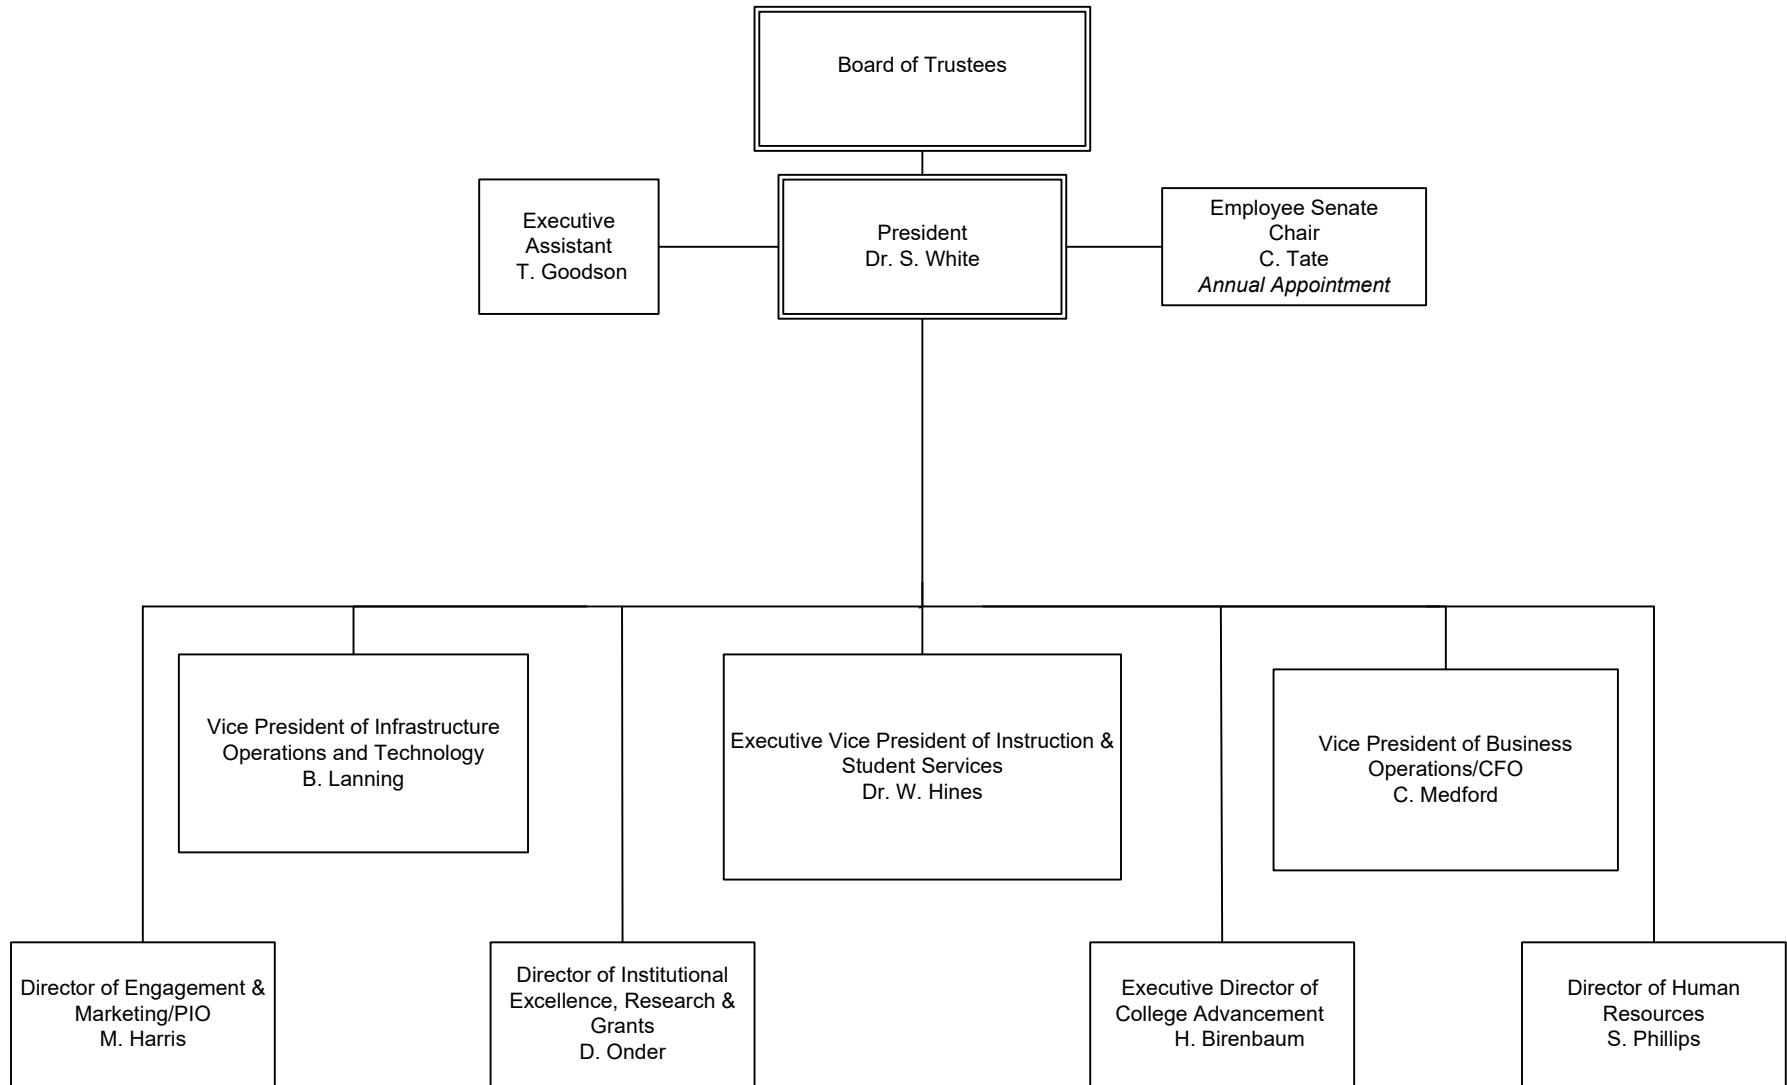 Board of Trustees
Executive
Assistant
T. Goodson
President
Dr. S. White
Employee Senate
Chair
C. Tate
Annual Appointment
Vice President of Infrastructure
Operations and Technology
B. Lanning
Executive Vice President of Instruction &
Student Services
Dr. W. Hines
Vice President of Business
Operations/CFO
C. Medford
Director of Engagement &
Marketing/PIO
M. Harris
Director of Institutional
Excellence, Research &
Grants
D. Onder
Executive Director of
College Advancement
H. Birenbaum
Director of Human
Resources
S. Phillips